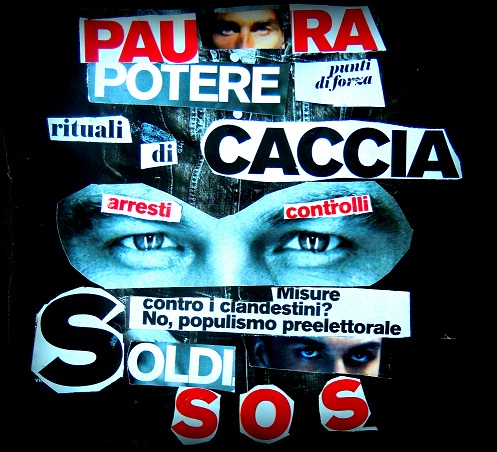 PAURA
POTERE
punti
di forza
rituali
di
CACCIA
arresti
controlli
Misure
contro i clandestini?
No, populismo preelettorale
SOLDI
SOS